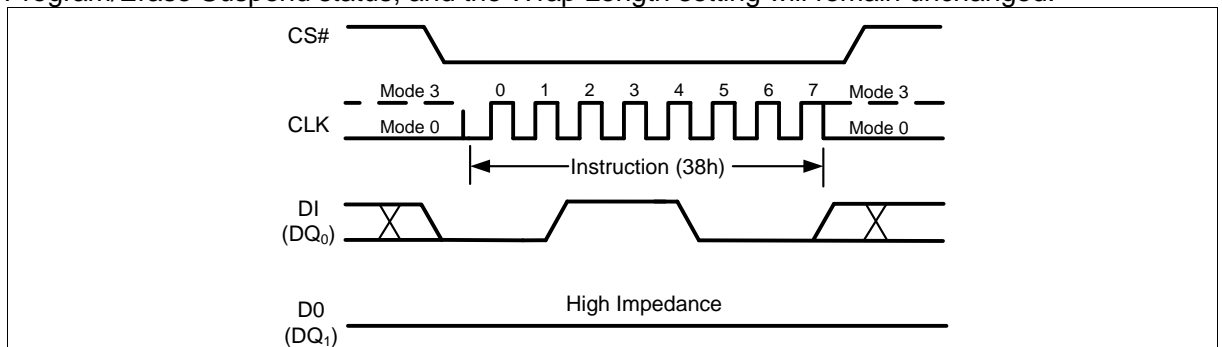 Program/Erase Suspend status, and the Wrap Length setting will remain unchanged.
CS#
Mode 3 0 1 2 3 4 5 6 7 Mode 3
CLK
Mode 0 Mode 0
Instruction (38h)
DI
(DQ0)
High Impedance
D0
(DQ1)